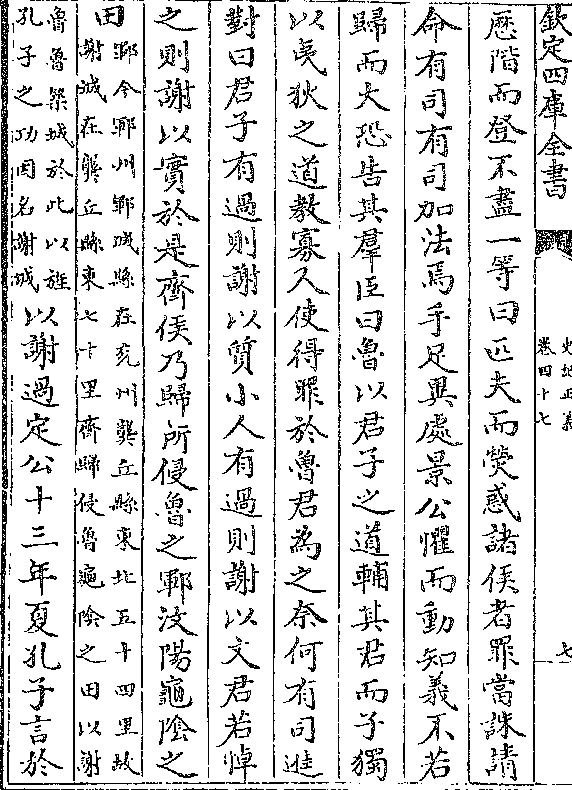 欽定四庫全書
史記正義
卷四十七
七
歴階而登不盡一等曰匹夫而熒惑諸侯者罪當誅請
命有司有司加法焉手足異處景公懼而動知義不若
歸而大恐告其羣臣曰魯以君子之道輔其君而子獨
以夷狄之道教寡人使得罪於魯君為之奈何有司進
對曰君子有過則謝以質小人有過則謝以文君若悼
之則謝以實於是齊侯乃歸所侵魯之鄆汶陽龜陰之
田
鄆今鄆州鄆城縣在兖州龔丘縣東北五十四里故
謝城在龔丘縣東七十里齊歸侵魯龜陰之田以謝
魯魯築城於此以旌
孔子之功因名謝城
以謝過定公十三年夏孔子言於